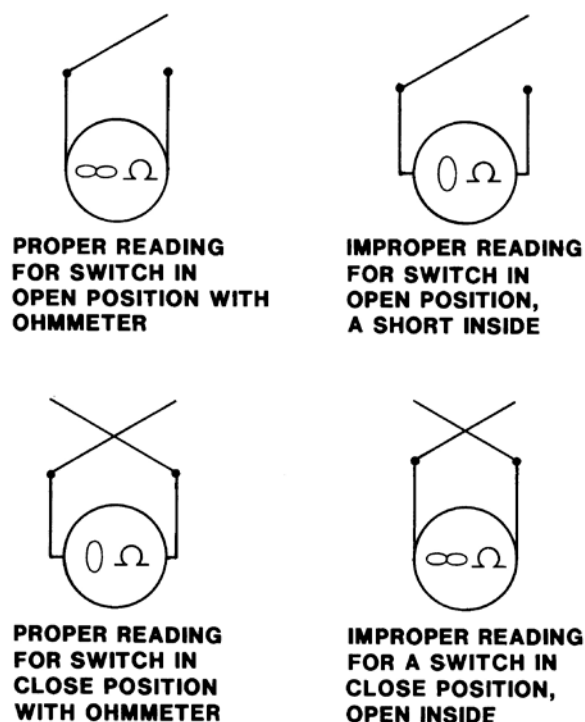 ∞ Ω
PROPER READING
FOR SWITCH IN
OPEN POSITION WITH
OHMMETER
0 Ω
IMPROPER READING
FOR SWITCH IN
OPEN POSITION,
A SHORT INSIDE
0 Ω
PROPER READING
FOR SWITCH IN
CLOSE POSITION
WITH OHMMETER
∞ Ω
IMPROPER READING
FOR A SWITCH IN
CLOSE POSITION,
OPEN INSIDE